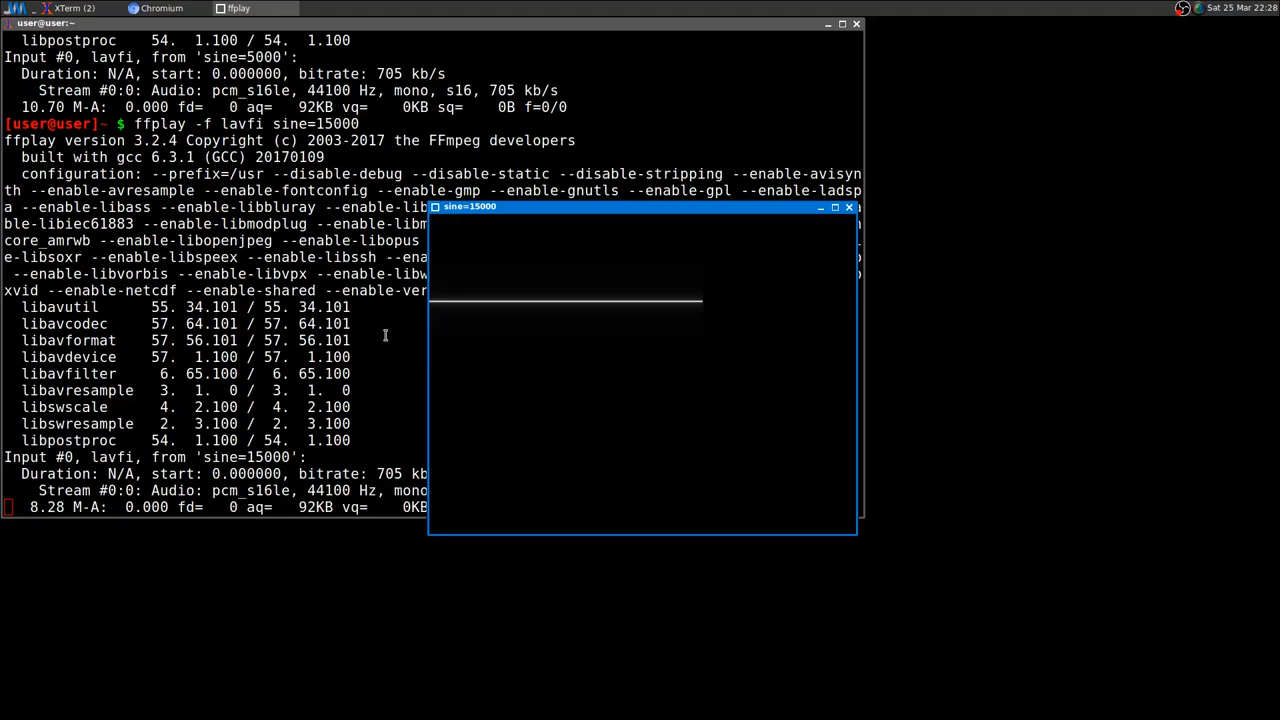 XTerm (2)
Chromium
ffplay
Sat 25 Mar 22:28
user@user:~
libpostproc 54. 1.100 / 54. 1.100
Input #0, lavfi, from 'sine=5000':
Duration: N/A, start: 0.000000, bitrate: 705 kb/s
Stream #0:0: Audio: pcm_s16le, 44100 Hz, mono, s16, 705 kb/s
10.70 M-A: 0.000 fd= 0 aq= 92KB vq= 0KB sq= 0B f=0/0
[user@user]~ $ ffplay -f lavfi sine=15000
ffplay version 3.2.4 Copyright (c) 2003-2017 the FFmpeg developers
built with gcc 6.3.1 (GCC) 20170109
configuration: --prefix=/usr --disable-debug --disable-static --disable-stripping --enable-avisyn
th --enable-avresample --enable-fontconfig --enable-gmp --enable-gnutls --enable-gpl --enable-ladsp
a --enable-libass --enable-libbluray --enable-lib
ble-libiec61883 --enable-libmodplug --enable-libm
core_amrwb --enable-libopenjpeg --enable-libopus
e-libsoxr --enable-libspeex --enable-libssh --ena
--enable-libvorbis --enable-libvpx --enable-libw
xvid --enable-netcdf --enable-shared --enable-ver
sine=15000
libavutil 55. 34.101 / 55. 34.101
libavcodec 57. 64.101 / 57. 64.101
libavformat 57. 56.101 / 57. 56.101
libavdevice 57. 1.100 / 57. 1.100
libavfilter 6. 65.100 / 6. 65.100
libavresample 3. 1. 0 / 3. 1. 0
libswscale 4. 2.100 / 4. 2.100
libswresample 2. 3.100 / 2. 3.100
libpostproc 54. 1.100 / 54. 1.100
Input #0, lavfi, from 'sine=15000':
Duration: N/A, start: 0.000000, bitrate: 705 kb
Stream #0:0: Audio: pcm_s16le, 44100 Hz, mono
8.28 M-A: 0.000 fd= 0 aq= 92KB vq= 0KB